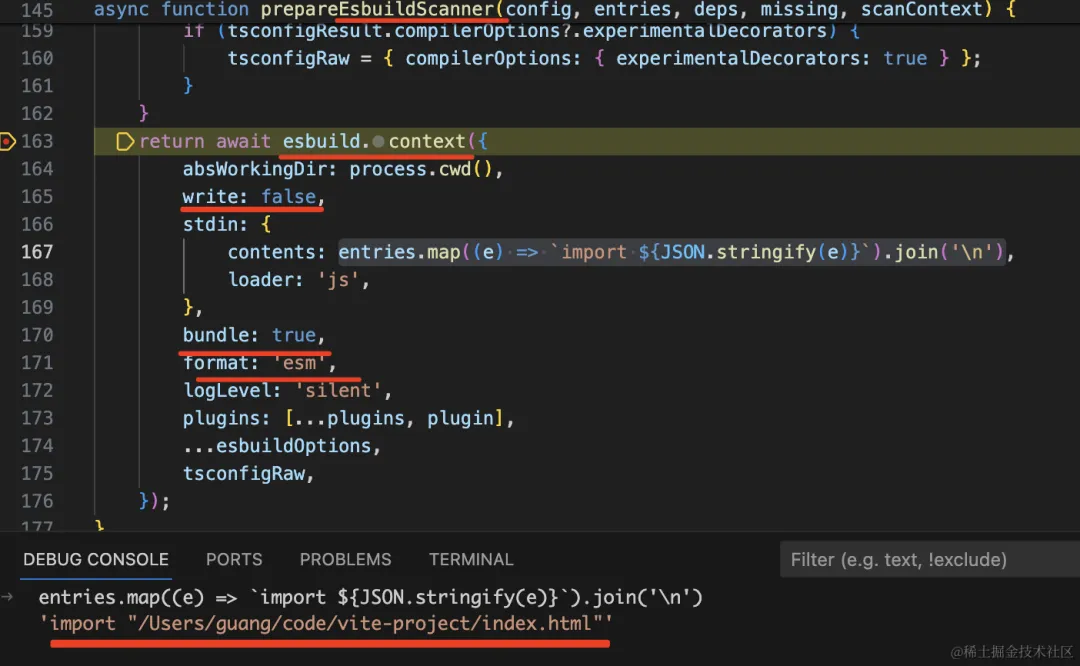 145 async function prepareEsbuildScanner(config, entries, deps, missing, scanContext) {
159 if (tsconfigResult.compilerOptions?.experimentalDecorators) {
160 tsconfigRaw = { compilerOptions: { experimentalDecorators: true } };
161 }
162 }
163 return await esbuild.context({
164 absWorkingDir: process.cwd(),
165 write: false,
166 stdin: {
167 contents: entries.map((e) => `import ${JSON.stringify(e)}`).join('\n'),
168 loader: 'js',
169 },
170 bundle: true,
171 format: 'esm',
172 logLevel: 'silent',
173 plugins: [...plugins, plugin],
174 ...esbuildOptions,
175 tsconfigRaw,
176 });
177 }
DEBUG CONSOLE PORTS PROBLEMS TERMINAL Filter (e.g. text, !exclude)
entries.map((e) => `import ${JSON.stringify(e)}`).join('\n')
'import "/Users/guang/code/vite-project/index.html"'
@稀土掘金技术社区